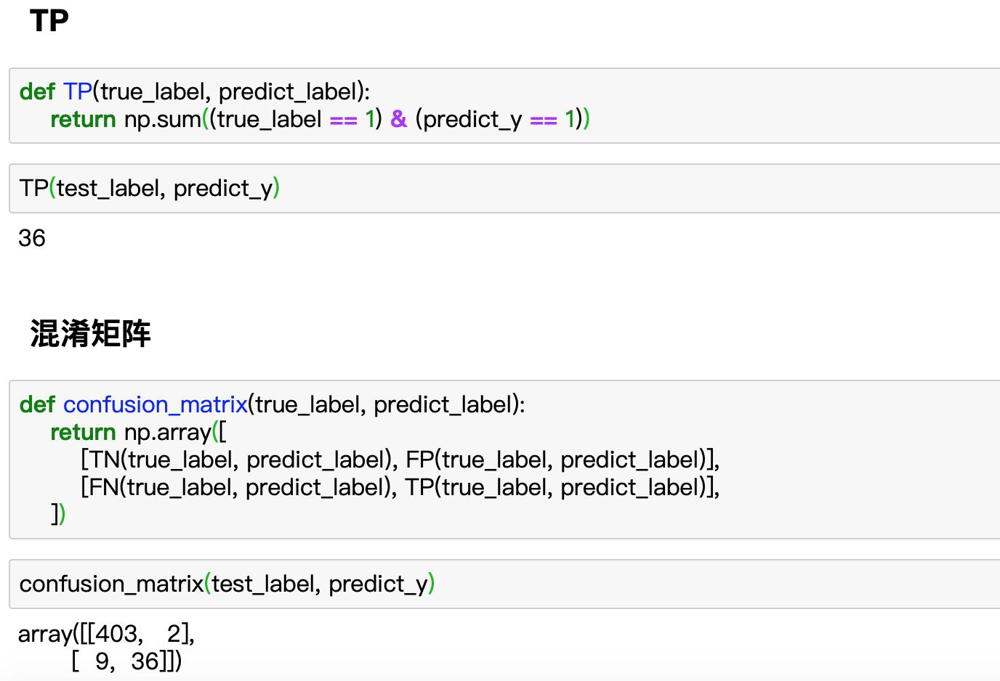 TP
def TP(true_label, predict_label):
    return np.sum((true_label == 1) & (predict_y == 1))
TP(test_label, predict_y)
36
混淆矩阵
def confusion_matrix(true_label, predict_label):
    return np.array([
        [TN(true_label, predict_label), FP(true_label, predict_label)],
        [FN(true_label, predict_label), TP(true_label, predict_label)],
    ])
confusion_matrix(test_label, predict_y)
array([[403,   2],
       [  9,  36]])